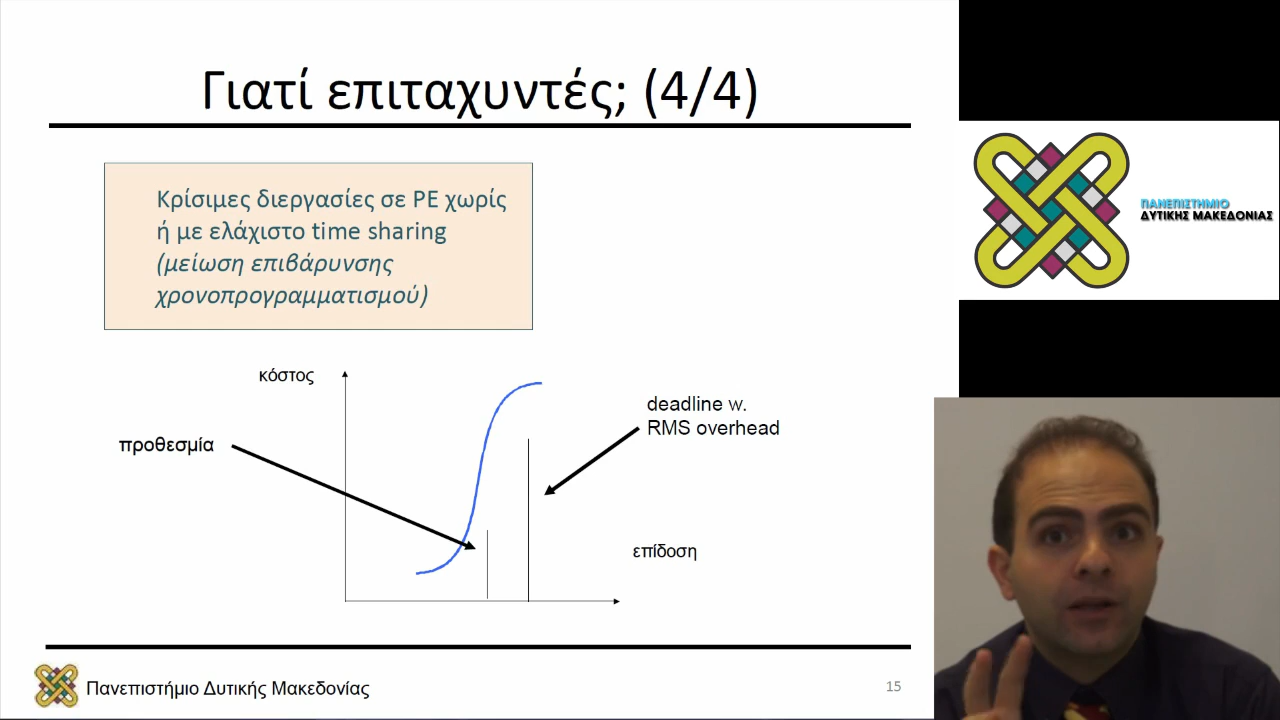 Γιατί επιταχυντές; (4/4)
Κρίσιμες διεργασίες σε PE χωρίς
ή με ελάχιστο time sharing
(μείωση επιβάρυνσης
χρονοπρογραμματισμού)
κόστος
προθεσμία
deadline w.
RMS overhead
επίδοση
Πανεπιστήμιο Δυτικής Μακεδονίας
15
ΠΑΝΕΠΙΣΤΗΜΙΟ
ΔΥΤΙΚΗΣ ΜΑΚΕΔΟΝΙΑΣ